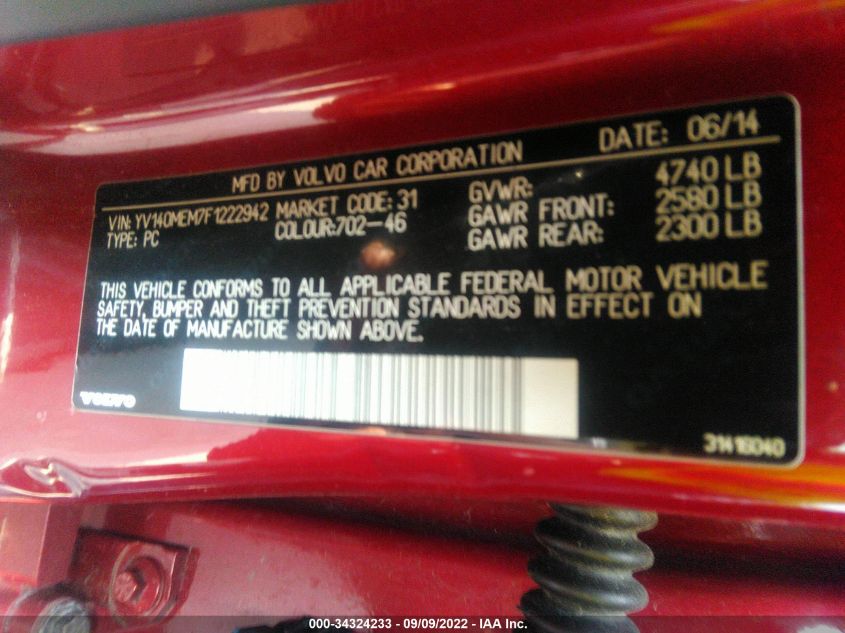 DATE: 06/14
MFD BY VOLVO CAR CORPORATION
VIN: YV140MEM7F1222942 MARKET CODE: 31 GVWR: 4740 LB
TYPE: PC COLOUR:702-46 GAWR FRONT: 2580 LB
GAWR REAR: 2300 LB
THIS VEHICLE CONFORMS TO ALL APPLICABLE FEDERAL MOTOR VEHICLE
SAFETY, BUMPER AND THEFT PREVENTION STANDARDS IN EFFECT ON
THE DATE OF MANUFACTURE SHOWN ABOVE.
VOLVO
31416040
000-34324233 - 09/09/2022 - IAA Inc.